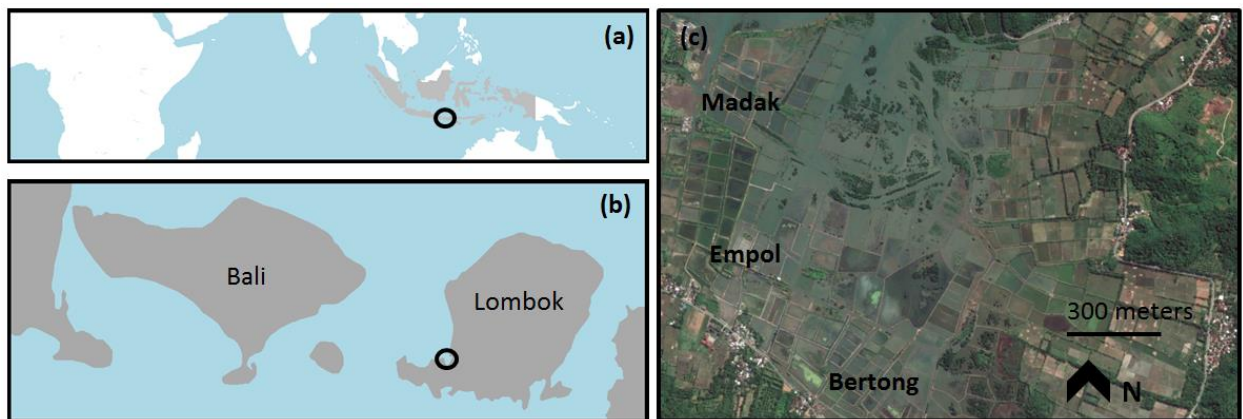 (a)
(b)
Bali
Lombok
(c)
Madak
Empol
300 meters
Bertong
N